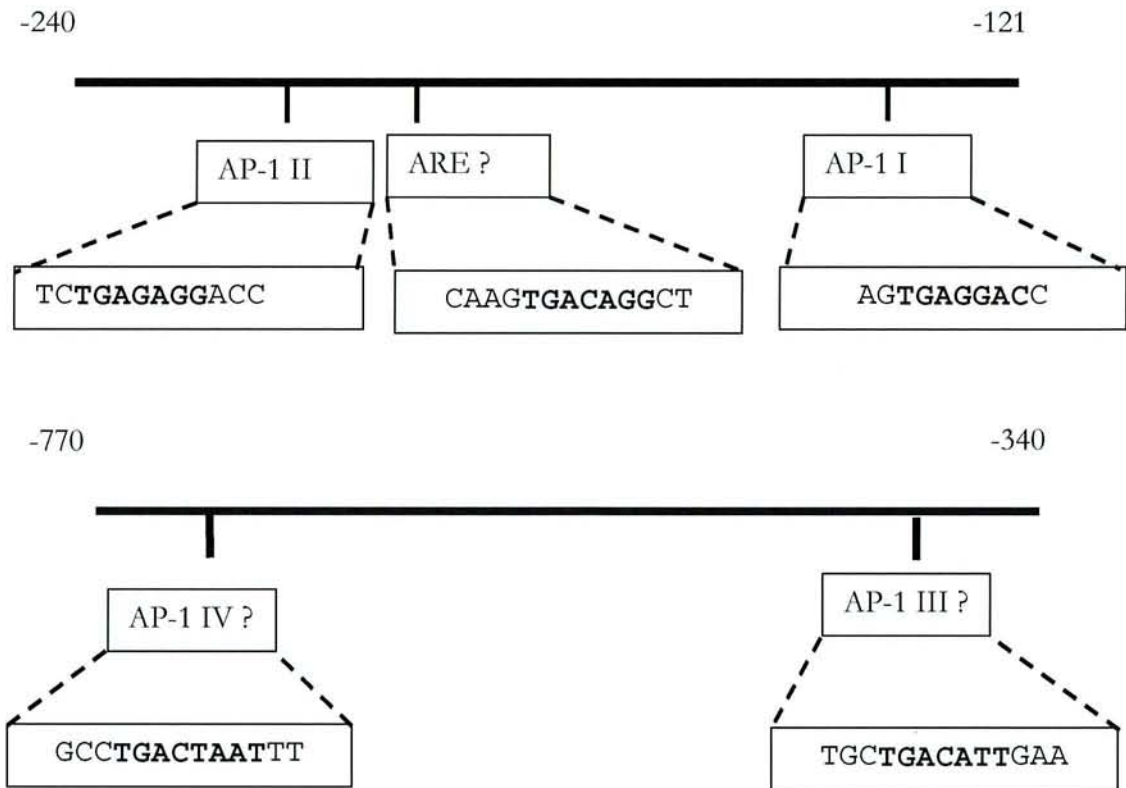 -240 -121
AP-1 II ARE ? AP-1 I
TCTGAGAGGACC CAAGTGACAGGCT AGTGAGGACC
-770 -340
AP-1 IV ? AP-1 III ?
GCCTGACTAATTT TGCTGACATTGAA